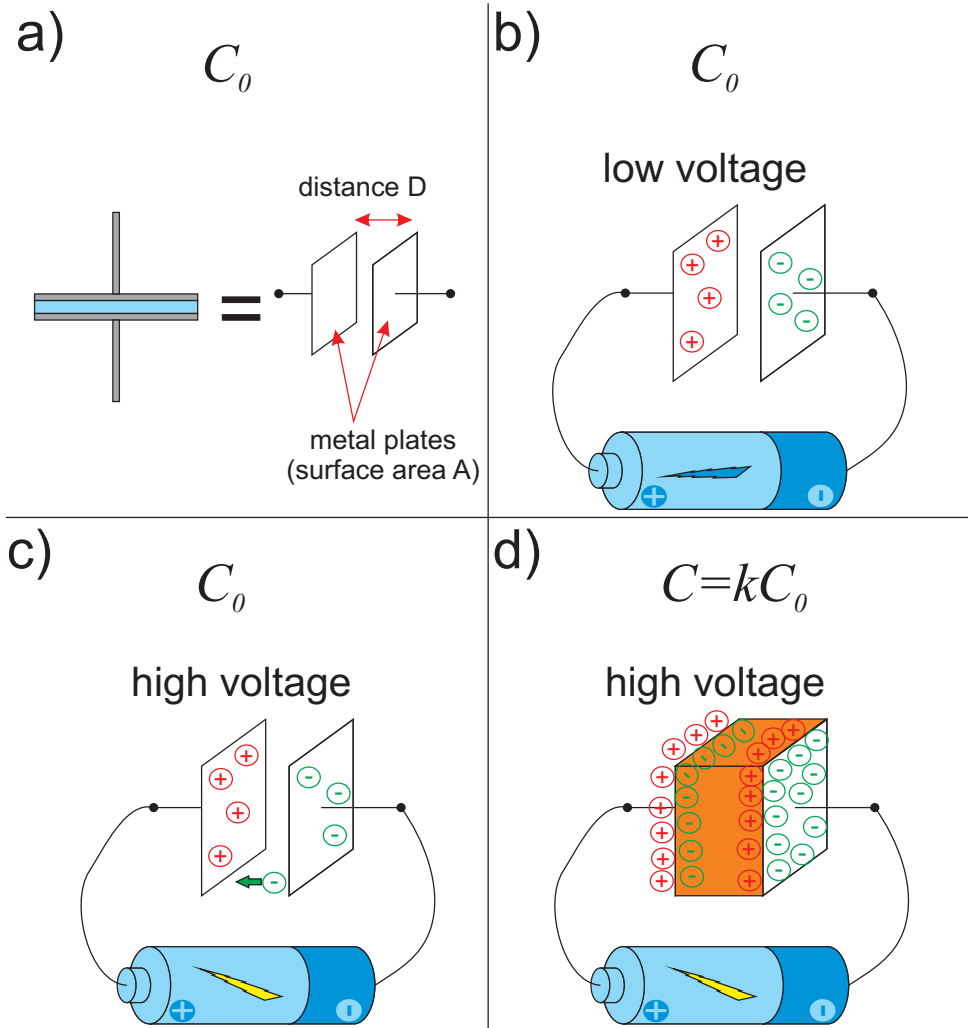 a)
C₀
distance D
=
metal plates
(surface area A)
b)
C₀
low voltage
c)
C₀
high voltage
d)
C=kC₀
high voltage